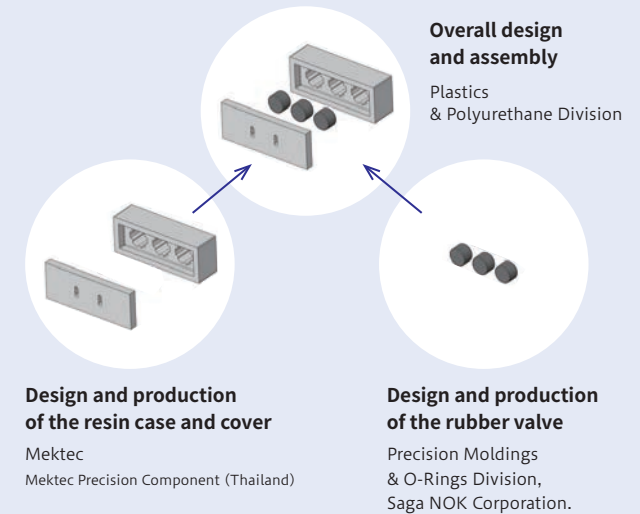 Overall design
and assembly
Plastics
& Polyurethane Division
Design and production
of the resin case and cover
Mektec
Mektec Precision Component (Thailand)
Design and production
of the rubber valve
Precision Moldings
& O-Rings Division,
Saga NOK Corporation.